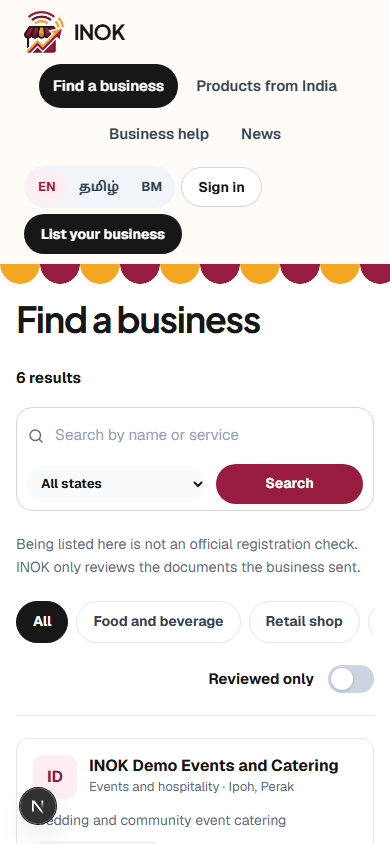 INOK
Find a business
Products from India
Business help
News
EN
தமிழ்
BM
Sign in
List your business
Find a business
6 results
Search by name or service
All states
Search
Being listed here is not an official registration check.
INOK only reviews the documents the business sent.
All
Food and beverage
Retail shop
Reviewed only
ID
INOK Demo Events and Catering
Events and hospitality · Ipoh, Perak
N
edding and community event catering